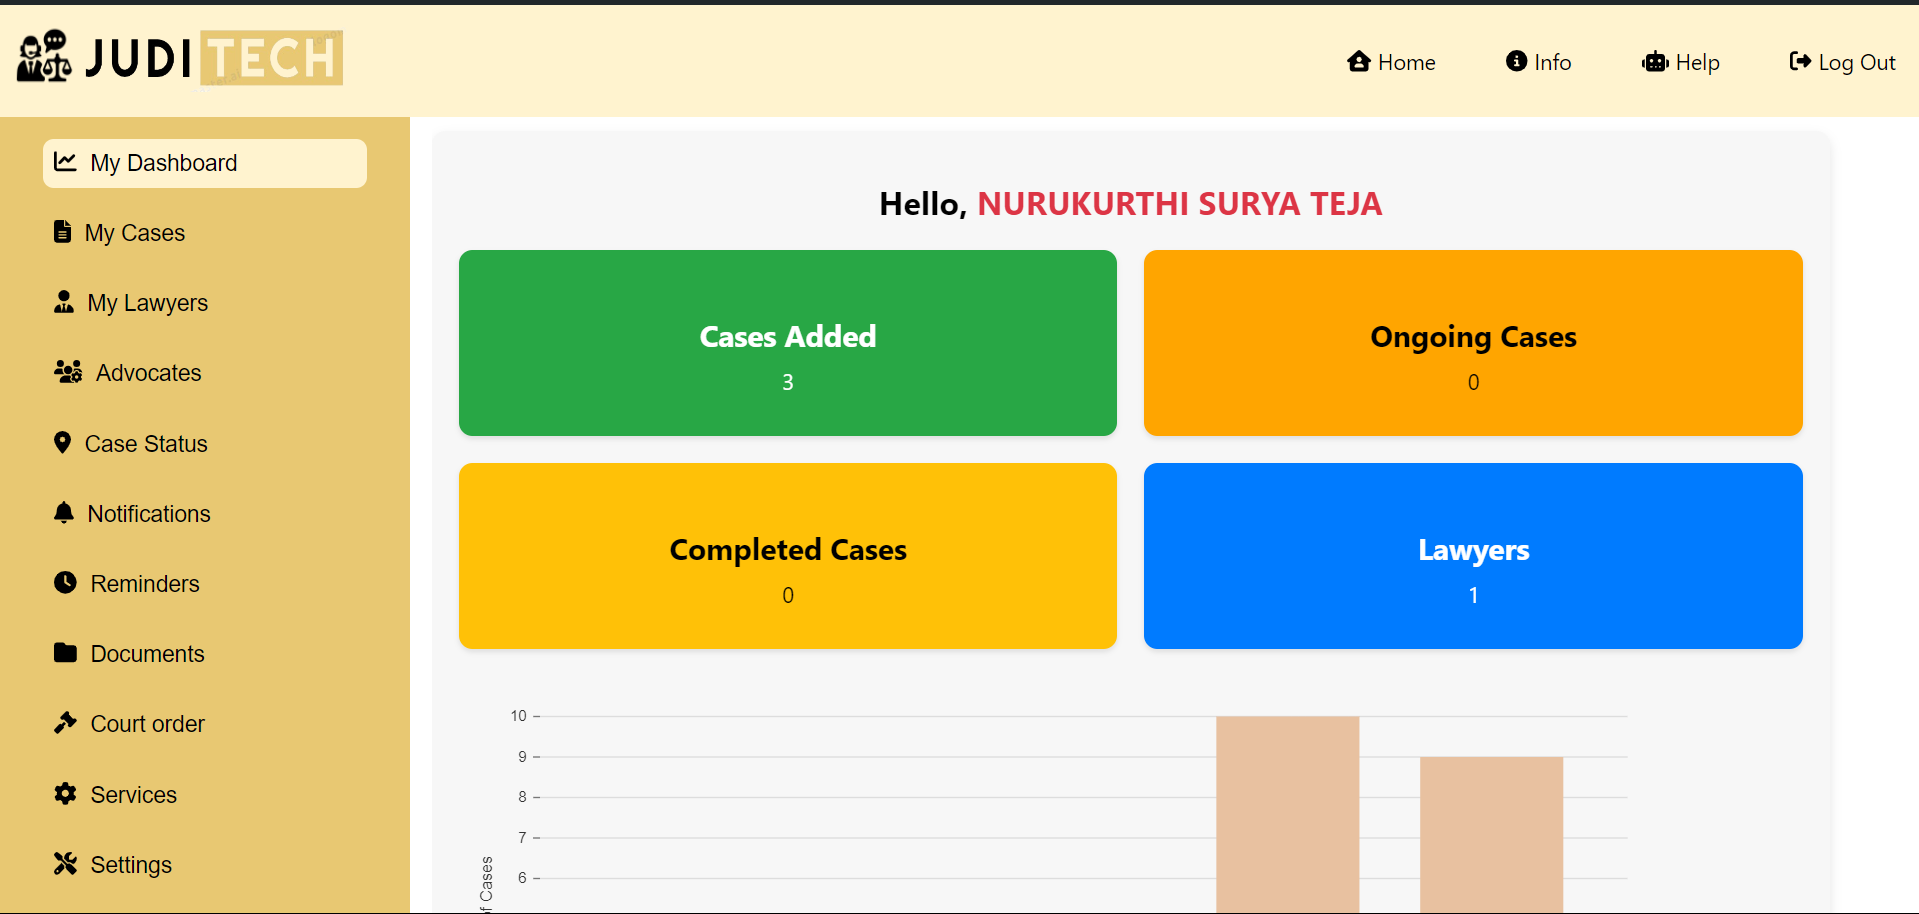 JUDITECH
Home
Info
Help
Log Out
My Dashboard
My Cases
My Lawyers
Advocates
Case Status
Notifications
Reminders
Documents
Court order
Services
Settings
Hello, NURUKURTHI SURYA TEJA
Cases Added
3
Ongoing Cases
0
Completed Cases
0
Lawyers
1
10
9
8
7
6
Cases